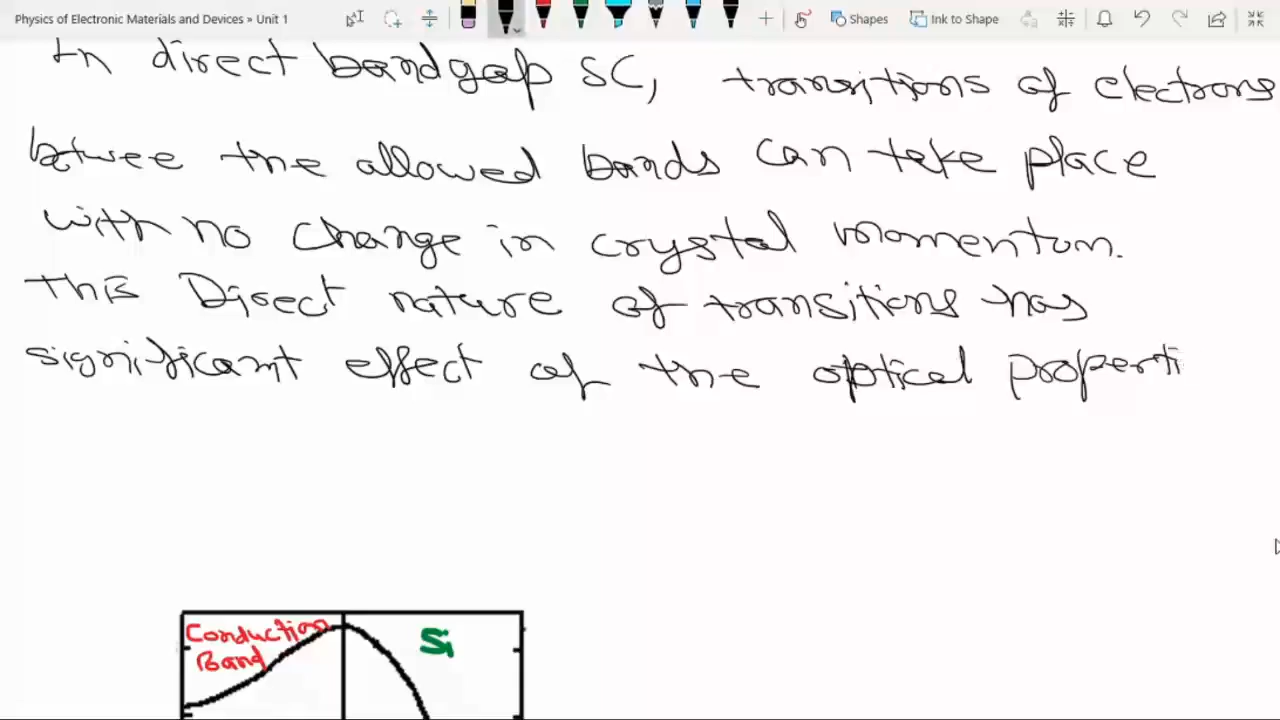 Physics of Electronic Materials and Devices » Unit 1
Shapes
Ink to Shape
In direct bandgap SC, transitions of electrons
betwee the allowed bands can take place
with no change in crystal momentum.
This Direct nature of transitions has
significant effect of the optical properti
Conduction
Band
Si